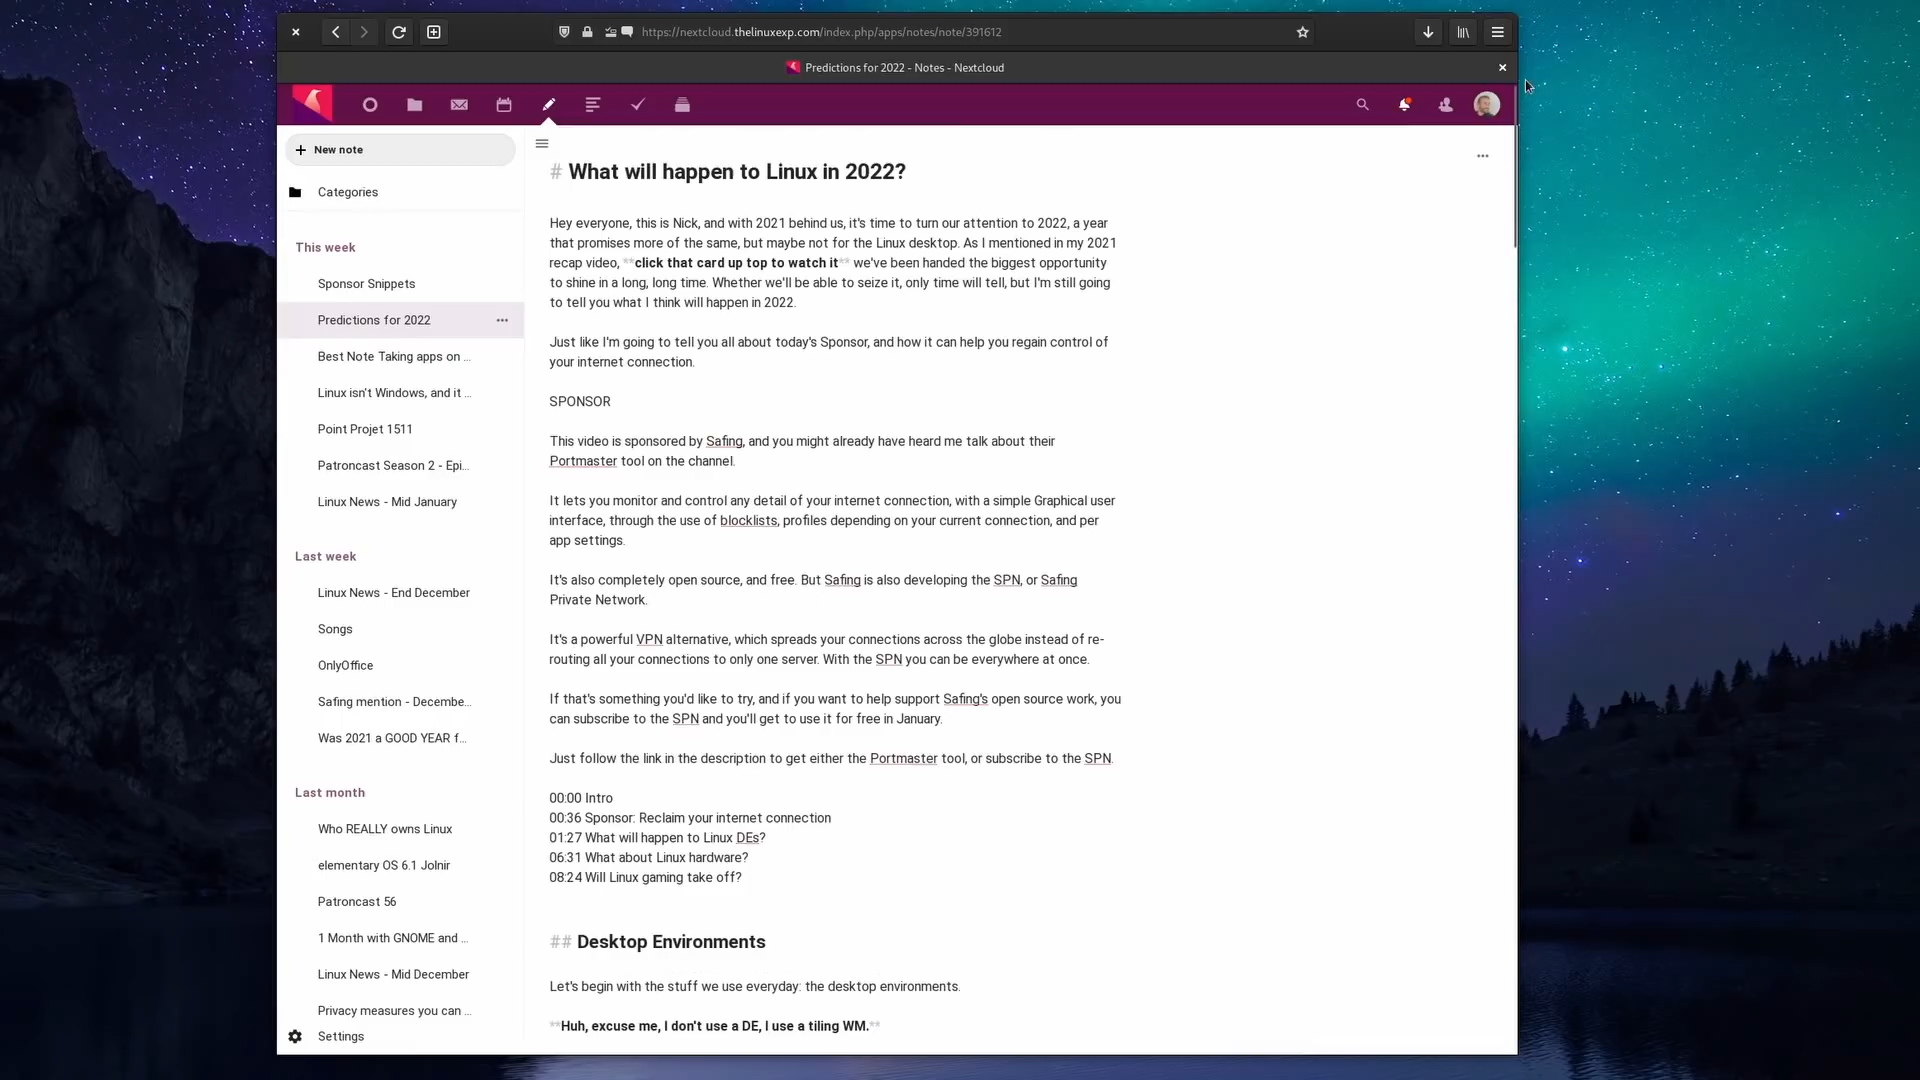 https://nextcloud.thelinuxexp.com/index.php/apps/notes/note/391612
Predictions for 2022 - Notes - Nextcloud
New note
Categories
This week
Sponsor Snippets
Predictions for 2022
Best Note Taking apps on ...
Linux isn't Windows, and it ...
Point Projet 1511
Patroncast Season 2 - Epi...
Linux News - Mid January
Last week
Linux News - End December
Songs
OnlyOffice
Safing mention - Decembe...
Was 2021 a GOOD YEAR f...
Last month
Who REALLY owns Linux
elementary OS 6.1 Jolnir
Patroncast 56
1 Month with GNOME and ...
Linux News - Mid December
Privacy measures you can ...
Settings
# What will happen to Linux in 2022?
Hey everyone, this is Nick, and with 2021 behind us, it's time to turn our attention to 2022, a year
that promises more of the same, but maybe not for the Linux desktop. As I mentioned in my 2021
recap video, **click that card up top to watch it** we've been handed the biggest opportunity
to shine in a long, long time. Whether we'll be able to seize it, only time will tell, but I'm still going
to tell you what I think will happen in 2022.
Just like I'm going to tell you all about today's Sponsor, and how it can help you regain control of
your internet connection.
SPONSOR
This video is sponsored by Safing, and you might already have heard me talk about their
Portmaster tool on the channel.
It lets you monitor and control any detail of your internet connection, with a simple Graphical user
interface, through the use of blocklists, profiles depending on your current connection, and per
app settings.
It's also completely open source, and free. But Safing is also developing the SPN, or Safing
Private Network.
It's a powerful VPN alternative, which spreads your connections across the globe instead of re-
routing all your connections to only one server. With the SPN you can be everywhere at once.
If that's something you'd like to try, and if you want to help support Safing's open source work, you
can subscribe to the SPN and you'll get to use it for free in January.
Just follow the link in the description to get either the Portmaster tool, or subscribe to the SPN.
00:00 Intro
00:36 Sponsor: Reclaim your internet connection
01:27 What will happen to Linux DEs?
06:31 What about Linux hardware?
08:24 Will Linux gaming take off?
## Desktop Environments
Let's begin with the stuff we use everyday: the desktop environments.
**Huh, excuse me, I don't use a DE, I use a tiling WM.**